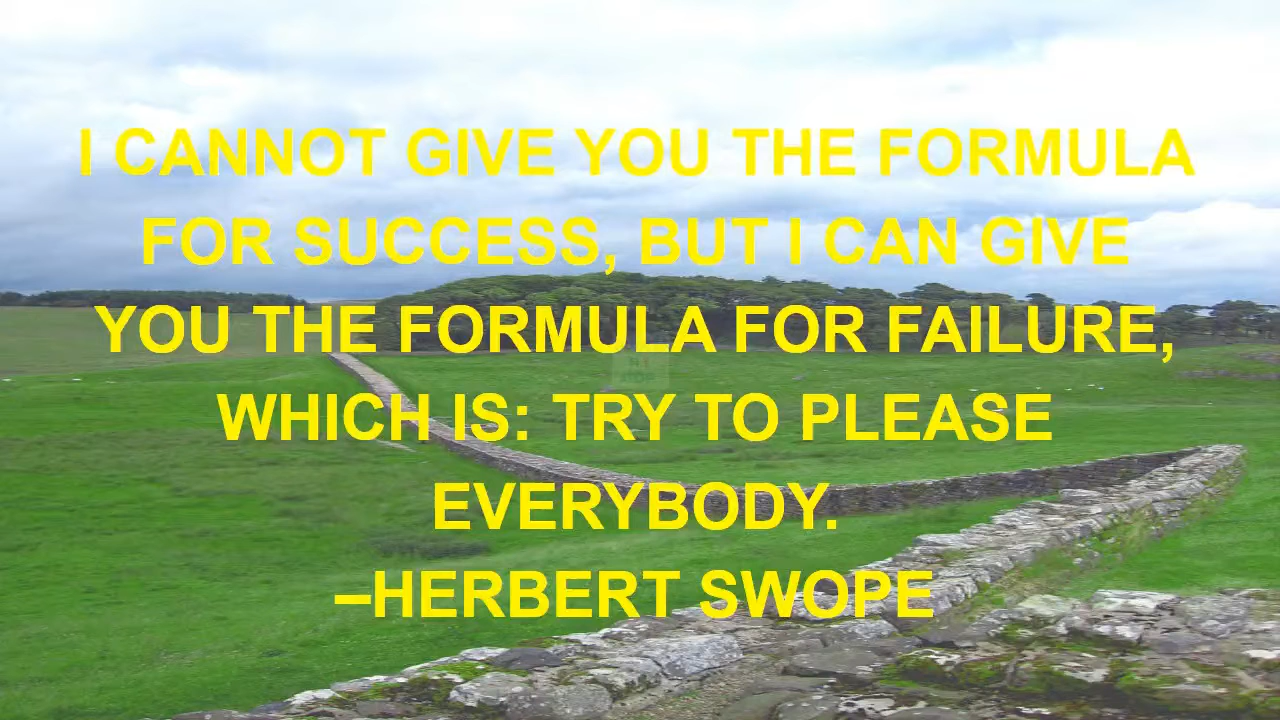 I CANNOT GIVE YOU THE FORMULA
FOR SUCCESS, BUT I CAN GIVE
YOU THE FORMULA FOR FAILURE,
WHICH IS: TRY TO PLEASE
EVERYBODY.
–HERBERT SWOPE